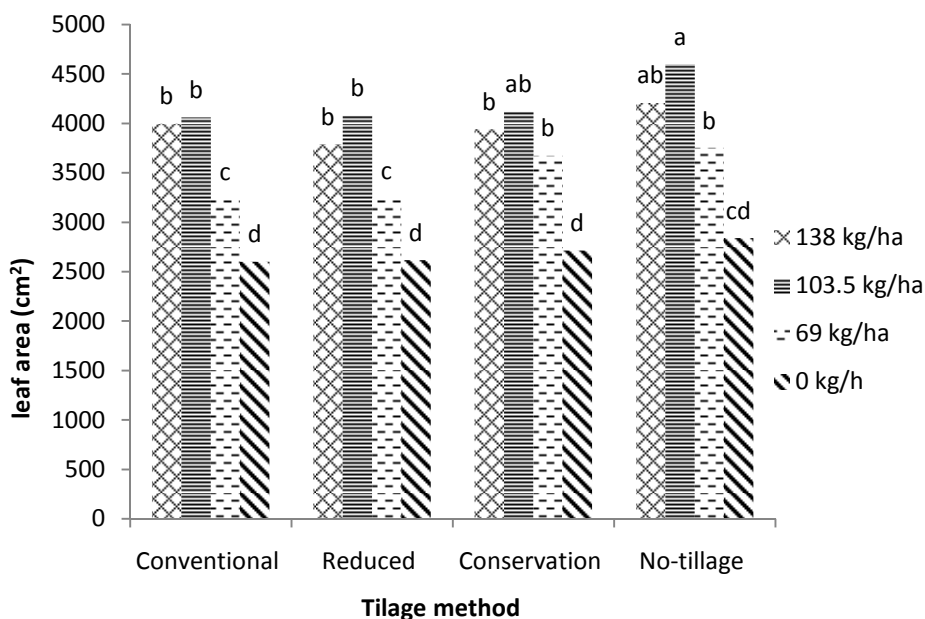 leaf area (cm²)
5000
4500
4000
3500
3000
2500
2000
1500
1000
500
0
b b c d
b b c d
b ab b d
ab a b cd
Conventional Reduced Conservation No-tillage
Tilage method
138 kg/ha
103.5 kg/ha
69 kg/ha
0 kg/h